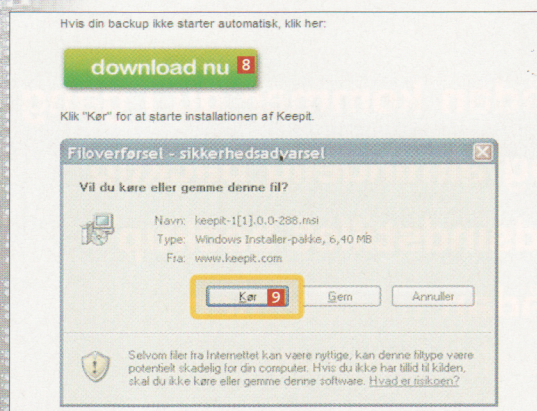 Hvis din backup ikke starter automatisk, klik her:
download nu 8
Klik "Kør" for at starte installationen af Keepit.
Filoverførsel - sikkerhedsadvarsel
Vil du køre eller gemme denne fil?
Navn: keepit-1[1].0.0-288.msi
Type: Windows Installer-pakke, 6,40 MB
Fra: www.keepit.com
Kør 9 Gem Annuller
Selvom filer fra Internettet kan være nyttige, kan denne filtype være
potentielt skadelig for din computer. Hvis du ikke har tillid til kilden,
skal du ikke køre eller gemme denne software. Hvad er risikoen?